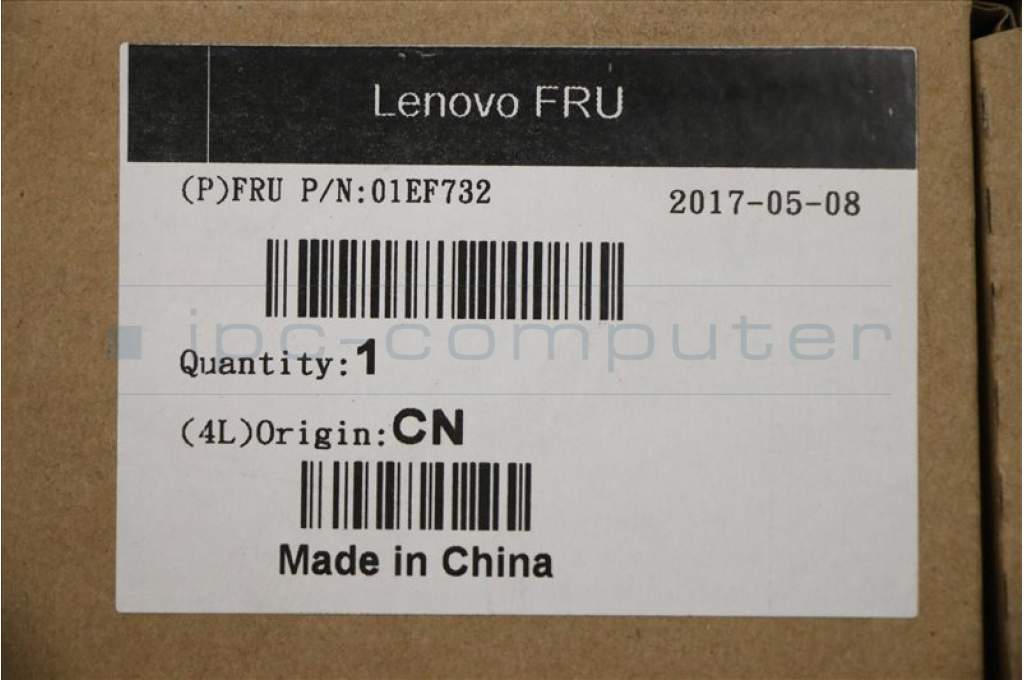 Lenovo FRU
(P)FRU P/N:01EF732
2017-05-08
ipc-computer
Quantity:1
(4L)Origin:CN
Made in China